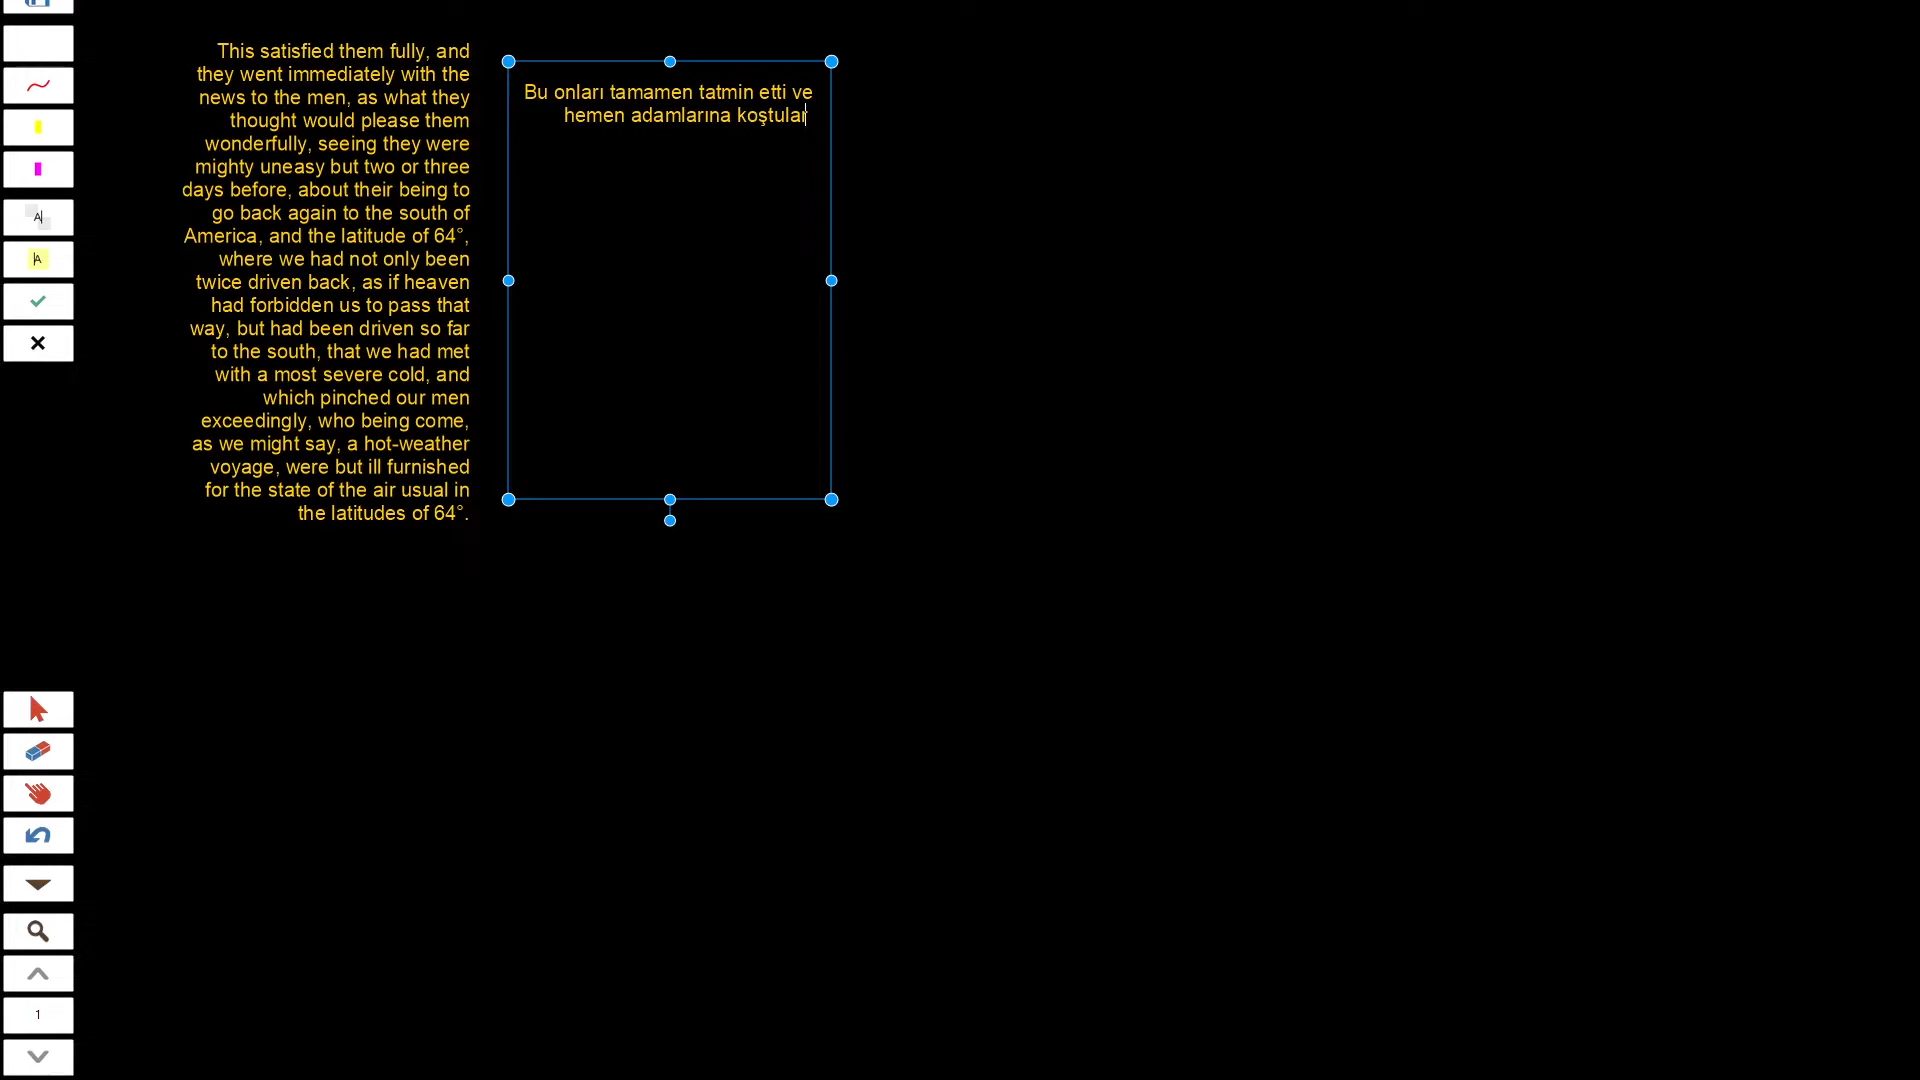 This satisfied them fully, and
they went immediately with the
news to the men, as what they
thought would please them
wonderfully, seeing they were
mighty uneasy but two or three
days before, about their being to
go back again to the south of
America, and the latitude of 64°,
where we had not only been
twice driven back, as if heaven
had forbidden us to pass that
way, but had been driven so far
to the south, that we had met
with a most severe cold, and
which pinched our men
exceedingly, who being come,
as we might say, a hot-weather
voyage, were but ill furnished
for the state of the air usual in
the latitudes of 64°.
Bu onları tamamen tatmin etti ve
hemen adamlarına koştular
A
A
1